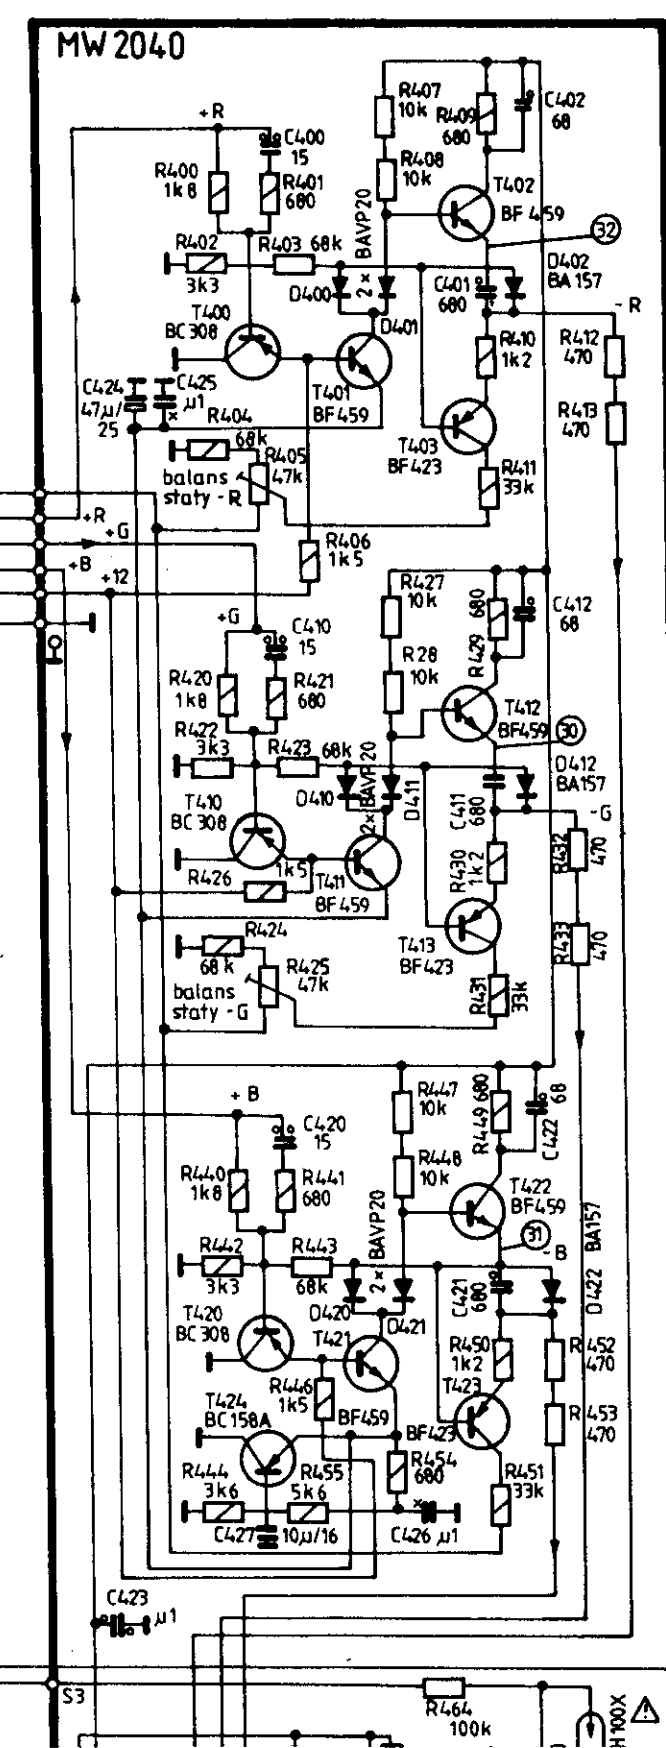 MW 2040
+R
C400
15
R400
1k8
R401
680
R402
3k3
R403 68k
R407
10k
R408
10k
R409
680
C402
68
T402
BF 459
32
2 x BAVP20
D400
D401
C401
680
D402
BA 157
-R
T400
BC308
T401
BF459
R410
1k2
R412
470
R413
470
C424
47µ/
25
C425
µ1
R404
68k
R405
47k
balans
staty -R
T403
BF423
R411
33k
R406
1k5
+R
+G
+B
+12
+G
C410
15
R420
1k8
R421
680
R422
3k3
R423 68k
R427
10k
R28
10k
R429
680
C412
68
T412
BF459
30
2x BAVP20
D410
D411
C411
680
D412
BA157
-G
T410
BC308
R426
1k5
T411
BF459
R430
1k2
R432
470
R433
470
R424
68k
R425
47k
balans
staty -G
T413
BF423
R431
33k
+B
C420
15
R440
1k8
R441
680
R442
3k3
R443
68k
R447
10k
R448
10k
R449 680
C422
68
T422
BF459
31
-B
2 x BAVP20
D420
D421
C421
680
D422 BA157
T420
BC308
T421
BF459
R446
1k5
R450
1k2
T423
BF423
R452
470
R453
470
T424
BC158A
R444
3k6
R455
5k6
R454
680
R451
33k
C427 10µ/16
C426 µ1
C423
µ1
S3
R464
100k
H100X